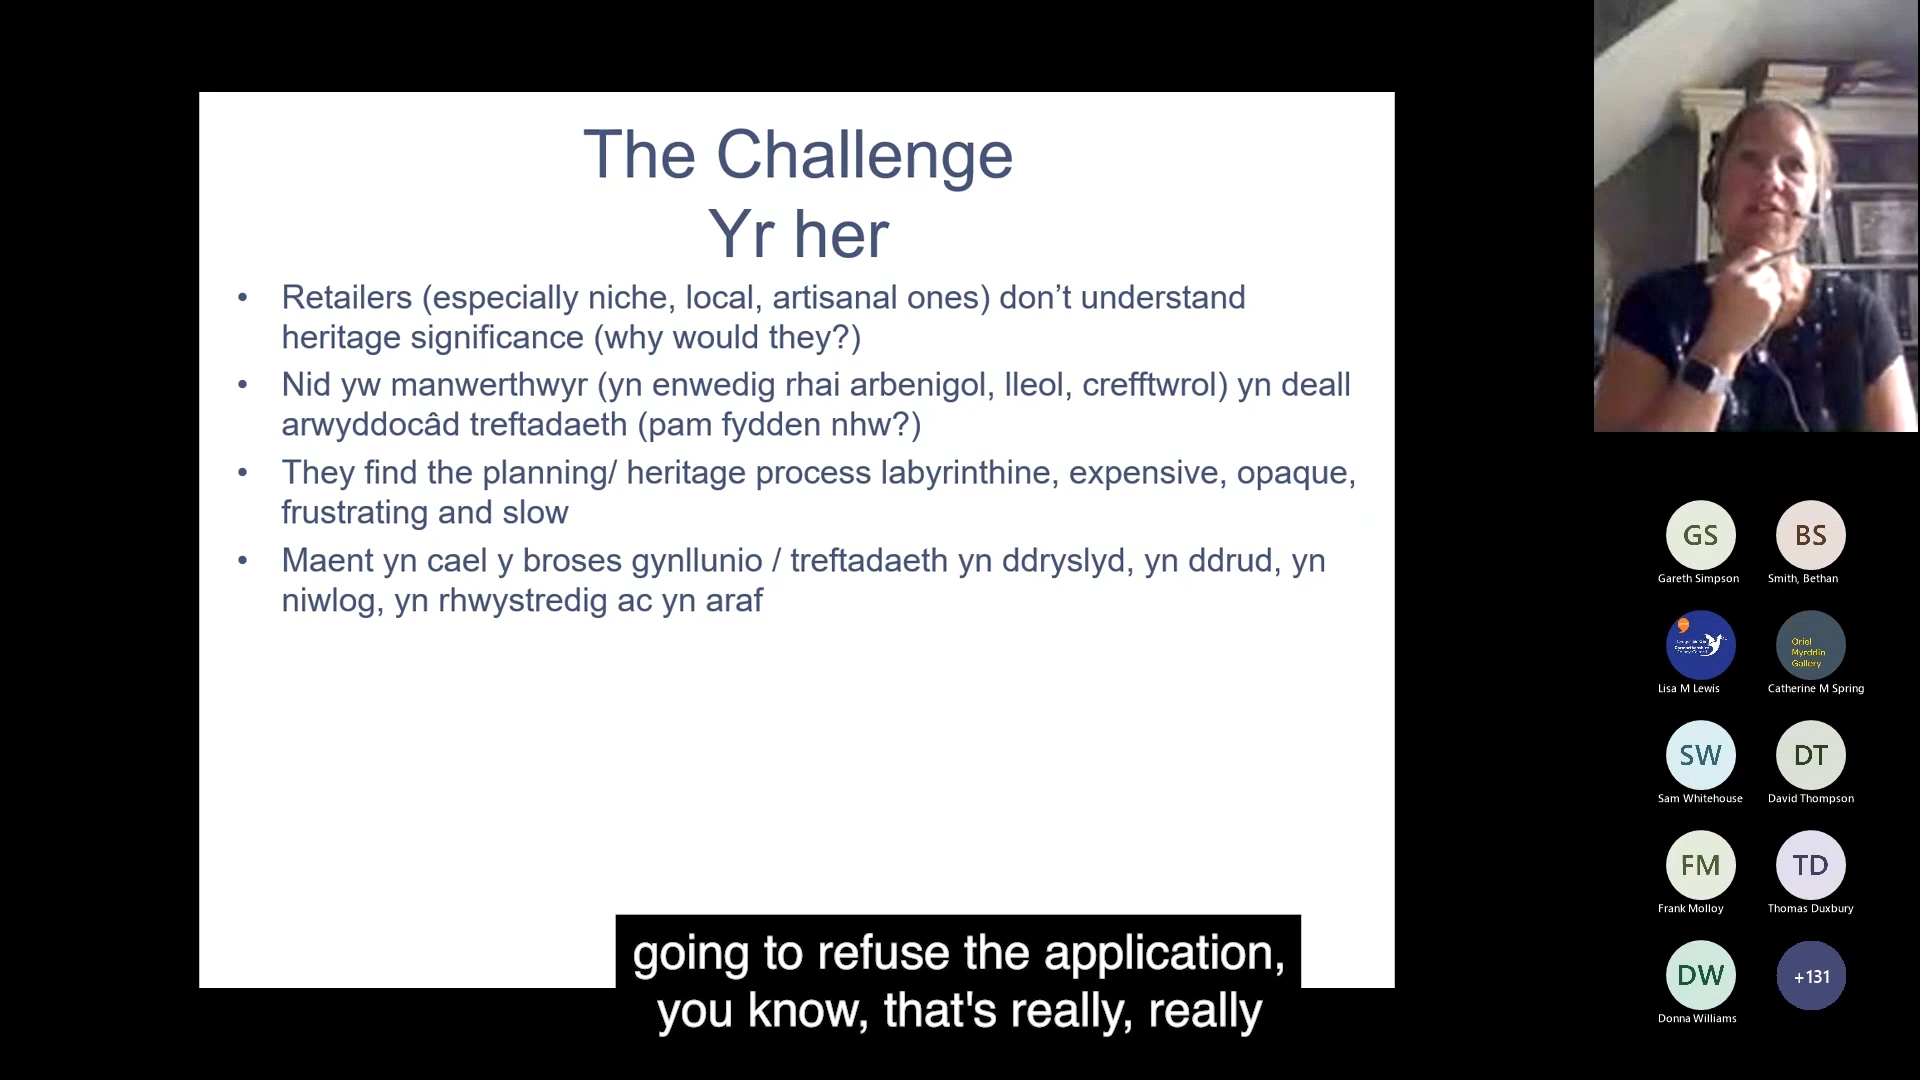 The Challenge
Yr her
• Retailers (especially niche, local, artisanal ones) don’t understand
heritage significance (why would they?)
• Nid yw manwerthwyr (yn enwedig rhai arbenigol, lleol, crefftwrol) yn deall
arwyddocâd treftadaeth (pam fydden nhw?)
• They find the planning/ heritage process labyrinthine, expensive, opaque,
frustrating and slow
• Maent yn cael y broses gynllunio / treftadaeth yn ddryslyd, yn ddrud, yn
niwlog, yn rhwystredig ac yn araf
going to refuse the application,
you know, that's really, really
GS
Gareth Simpson
BS
Smith, Bethan
Lisa M Lewis
Oriel
Myrddin
Gallery
Catherine M Spring
SW
Sam Whitehouse
DT
David Thompson
FM
Frank Molloy
TD
Thomas Duxbury
DW
Donna Williams
+131